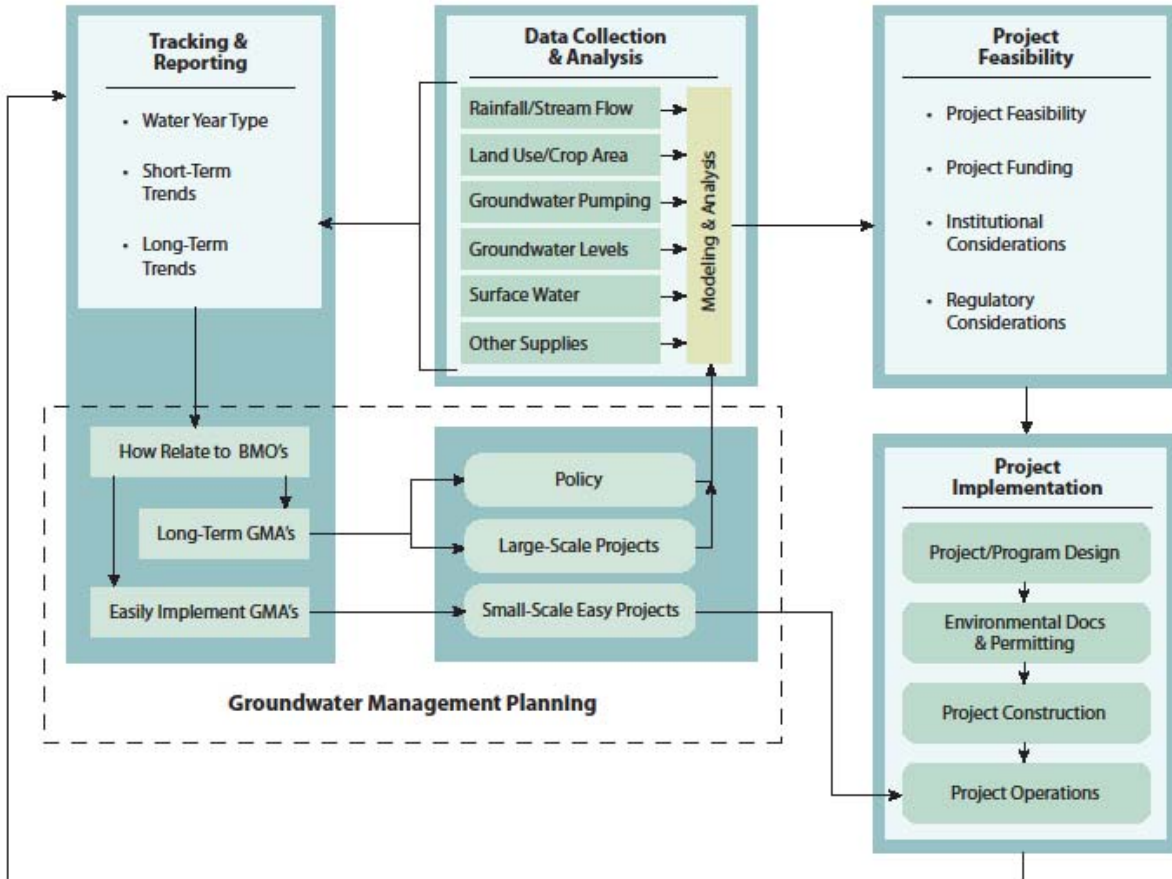 Tracking &
Reporting
• Water Year Type
• Short-Term
Trends
• Long-Term
Trends
Data Collection
& Analysis
Rainfall/Stream Flow
Land Use/Crop Area
Groundwater Pumping
Groundwater Levels
Surface Water
Other Supplies
Modeling & Analysis
Project
Feasibility
• Project Feasibility
• Project Funding
• Institutional
Considerations
• Regulatory
Considerations
How Relate to BMO's
Long-Term GMA's
Easily Implement GMA's
Policy
Large-Scale Projects
Small-Scale Easy Projects
Groundwater Management Planning
Project
Implementation
Project/Program Design
Environmental Docs
& Permitting
Project Construction
Project Operations